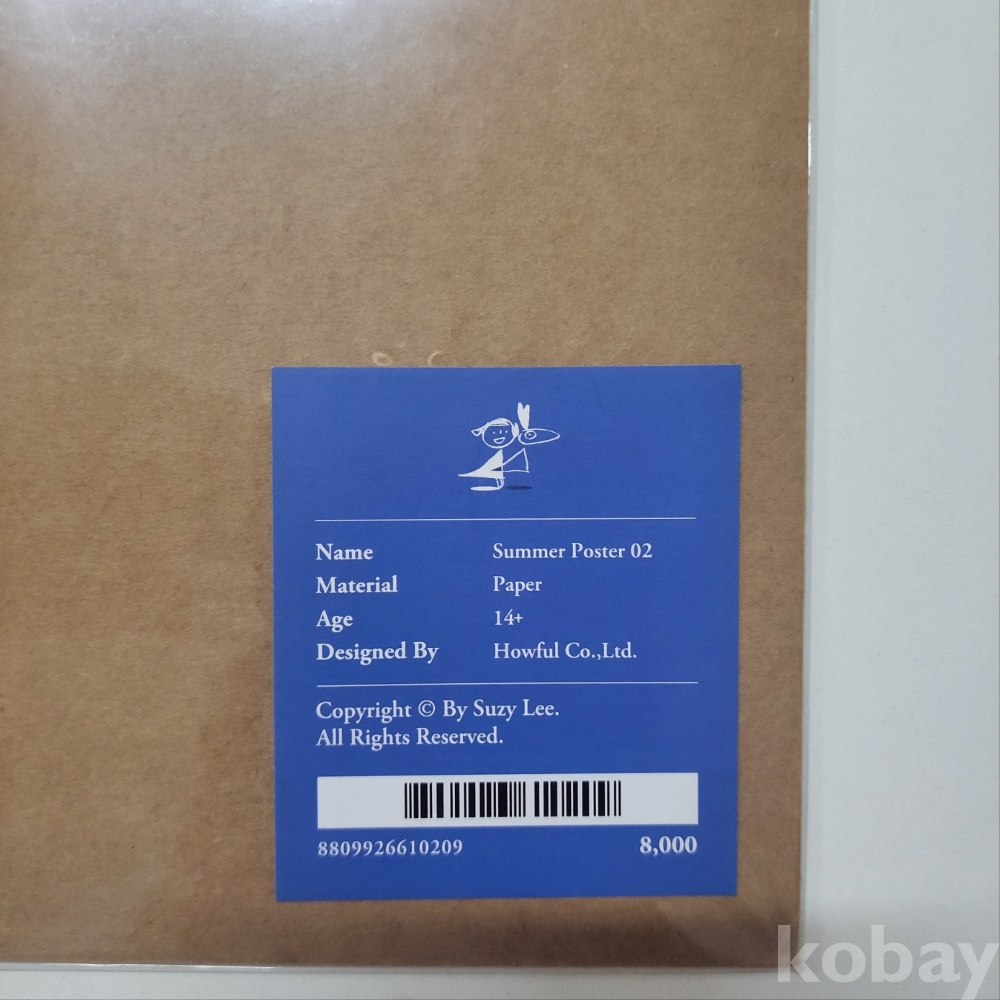 Name Summer Poster 02
Material Paper
Age 14+
Designed By Howful Co.,Ltd.
Copyright © By Suzy Lee.
All Rights Reserved.
8809926610209 8,000
kobay